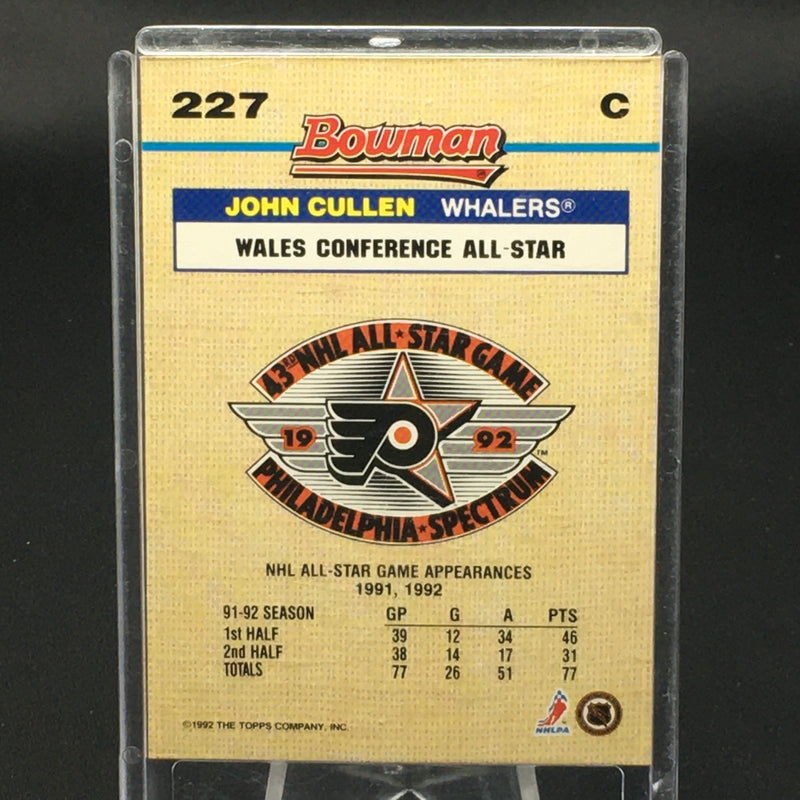 227 C
Bowman
JOHN CULLEN WHALERS®
WALES CONFERENCE ALL-STAR
43RD NHL ALL★STAR GAME
19 92
PHILADELPHIA★SPECTRUM™
NHL ALL-STAR GAME APPEARANCES
1991, 1992
91-92 SEASON GP G A PTS
1st HALF 39 12 34 46
2nd HALF 38 14 17 31
TOTALS 77 26 51 77
©1992 THE TOPPS COMPANY, INC.
NHLPA